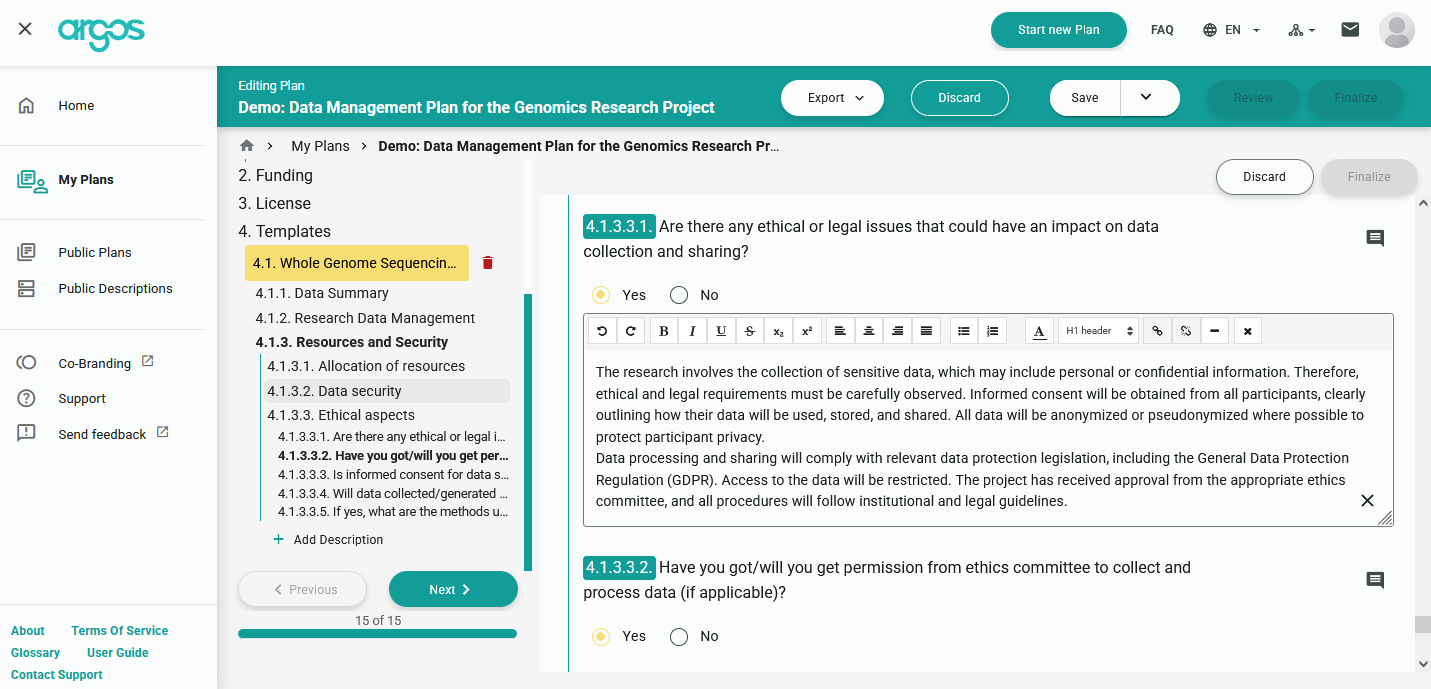 argos
Start new Plan
FAQ
EN
Editing Plan
Demo: Data Management Plan for the Genomics Research Project
Export
Discard
Save
Review
Finalize
Home
My Plans
Public Plans
Public Descriptions
Co-Branding
Support
Send feedback
About
Terms Of Service
Glossary
User Guide
Contact Support
My Plans
Demo: Data Management Plan for the Genomics Research Pr...
Discard
Finalize
2. Funding
3. License
4. Templates
4.1. Whole Genome Sequencin...
4.1.1. Data Summary
4.1.2. Research Data Management
4.1.3. Resources and Security
4.1.3.1. Allocation of resources
4.1.3.2. Data security
4.1.3.3. Ethical aspects
4.1.3.3.1. Are there any ethical or legal i...
4.1.3.3.2. Have you got/will you get per...
4.1.3.3.3. Is informed consent for data s...
4.1.3.3.4. Will data collected/generated ...
4.1.3.3.5. If yes, what are the methods u...
Add Description
Previous
Next
15 of 15
4.1.3.3.1. Are there any ethical or legal issues that could have an impact on data
collection and sharing?
Yes
No
B I U S x₂ x² A H1 header
The research involves the collection of sensitive data, which may include personal or confidential information. Therefore,
ethical and legal requirements must be carefully observed. Informed consent will be obtained from all participants, clearly
outlining how their data will be used, stored, and shared. All data will be anonymized or pseudonymized where possible to
protect participant privacy.
Data processing and sharing will comply with relevant data protection legislation, including the General Data Protection
Regulation (GDPR). Access to the data will be restricted. The project has received approval from the appropriate ethics
committee, and all procedures will follow institutional and legal guidelines.
4.1.3.3.2. Have you got/will you get permission from ethics committee to collect and
process data (if applicable)?
Yes
No